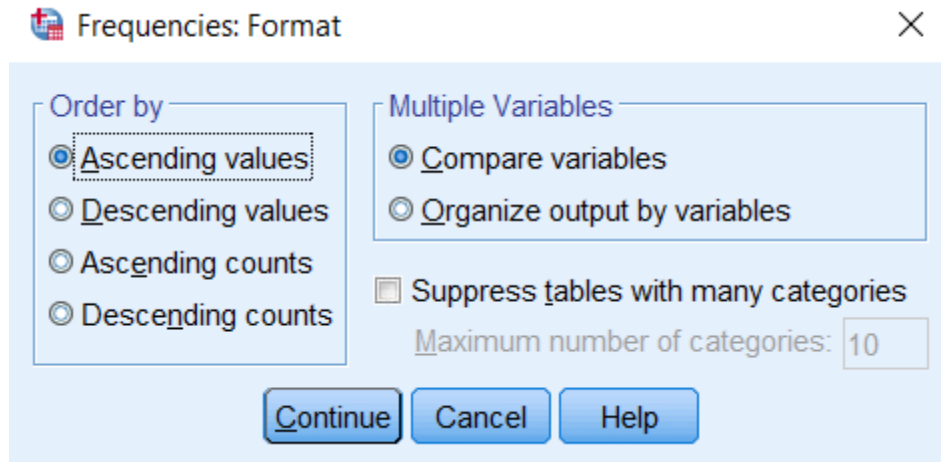 Frequencies: Format
Order by
Ascending values
Descending values
Ascending counts
Descending counts
Multiple Variables
Compare variables
Organize output by variables
Suppress tables with many categories
Maximum number of categories: 10
Continue Cancel Help